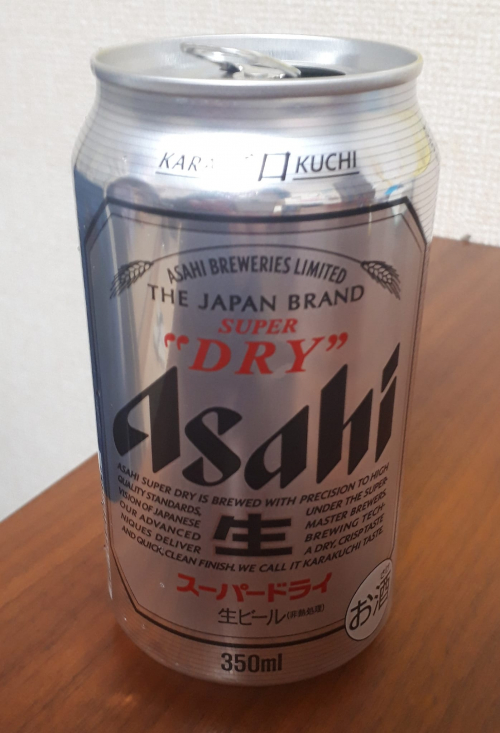 口 KUCHI
ASAHI BREWERIES LIMITED
THE JAPAN BRAND
SUPER
"DRY"
Asahi
ASAHI SUPER DRY IS BREWED WITH PRECISION TO HIGH
QUALITY STANDARDS, UNDER THE SUPER-
VISION OF JAPANESE MASTER BREWERS.
OUR ADVANCED BREWING TECH-
NIQUES DELIVER A DRY, CRISP TASTE
AND QUICK, CLEAN FINISH. WE CALL IT KARAKUCHI TASTE.
生
スーパードライ
生ビール(非熱処理)
お酒
350ml